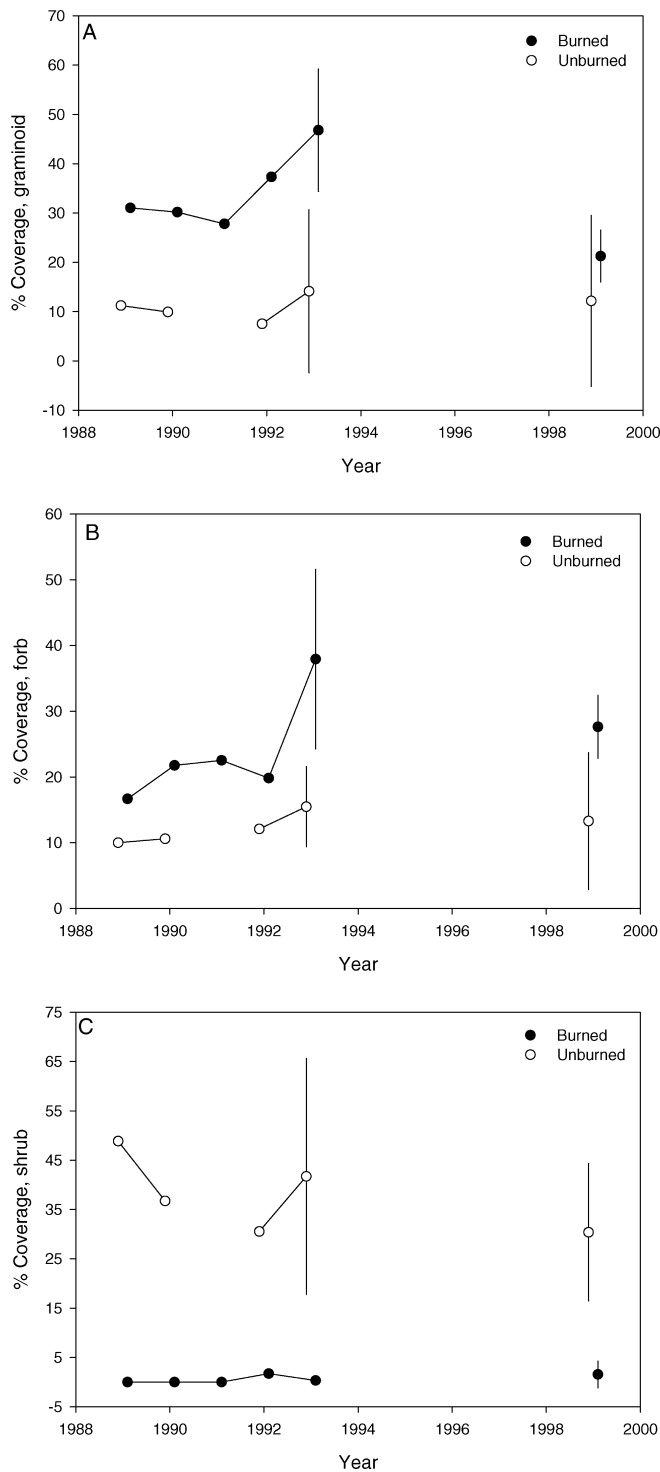 A
Burned
Unburned
70
60
50
40
30
20
10
0
-10
% Coverage, graminoid
1988 1990 1992 1994 1996 1998 2000
Year
B
Burned
Unburned
60
50
40
30
20
10
0
% Coverage, forb
1988 1990 1992 1994 1996 1998 2000
Year
C
Burned
Unburned
75
65
55
45
35
25
15
5
-5
% Coverage, shrub
1988 1990 1992 1994 1996 1998 2000
Year